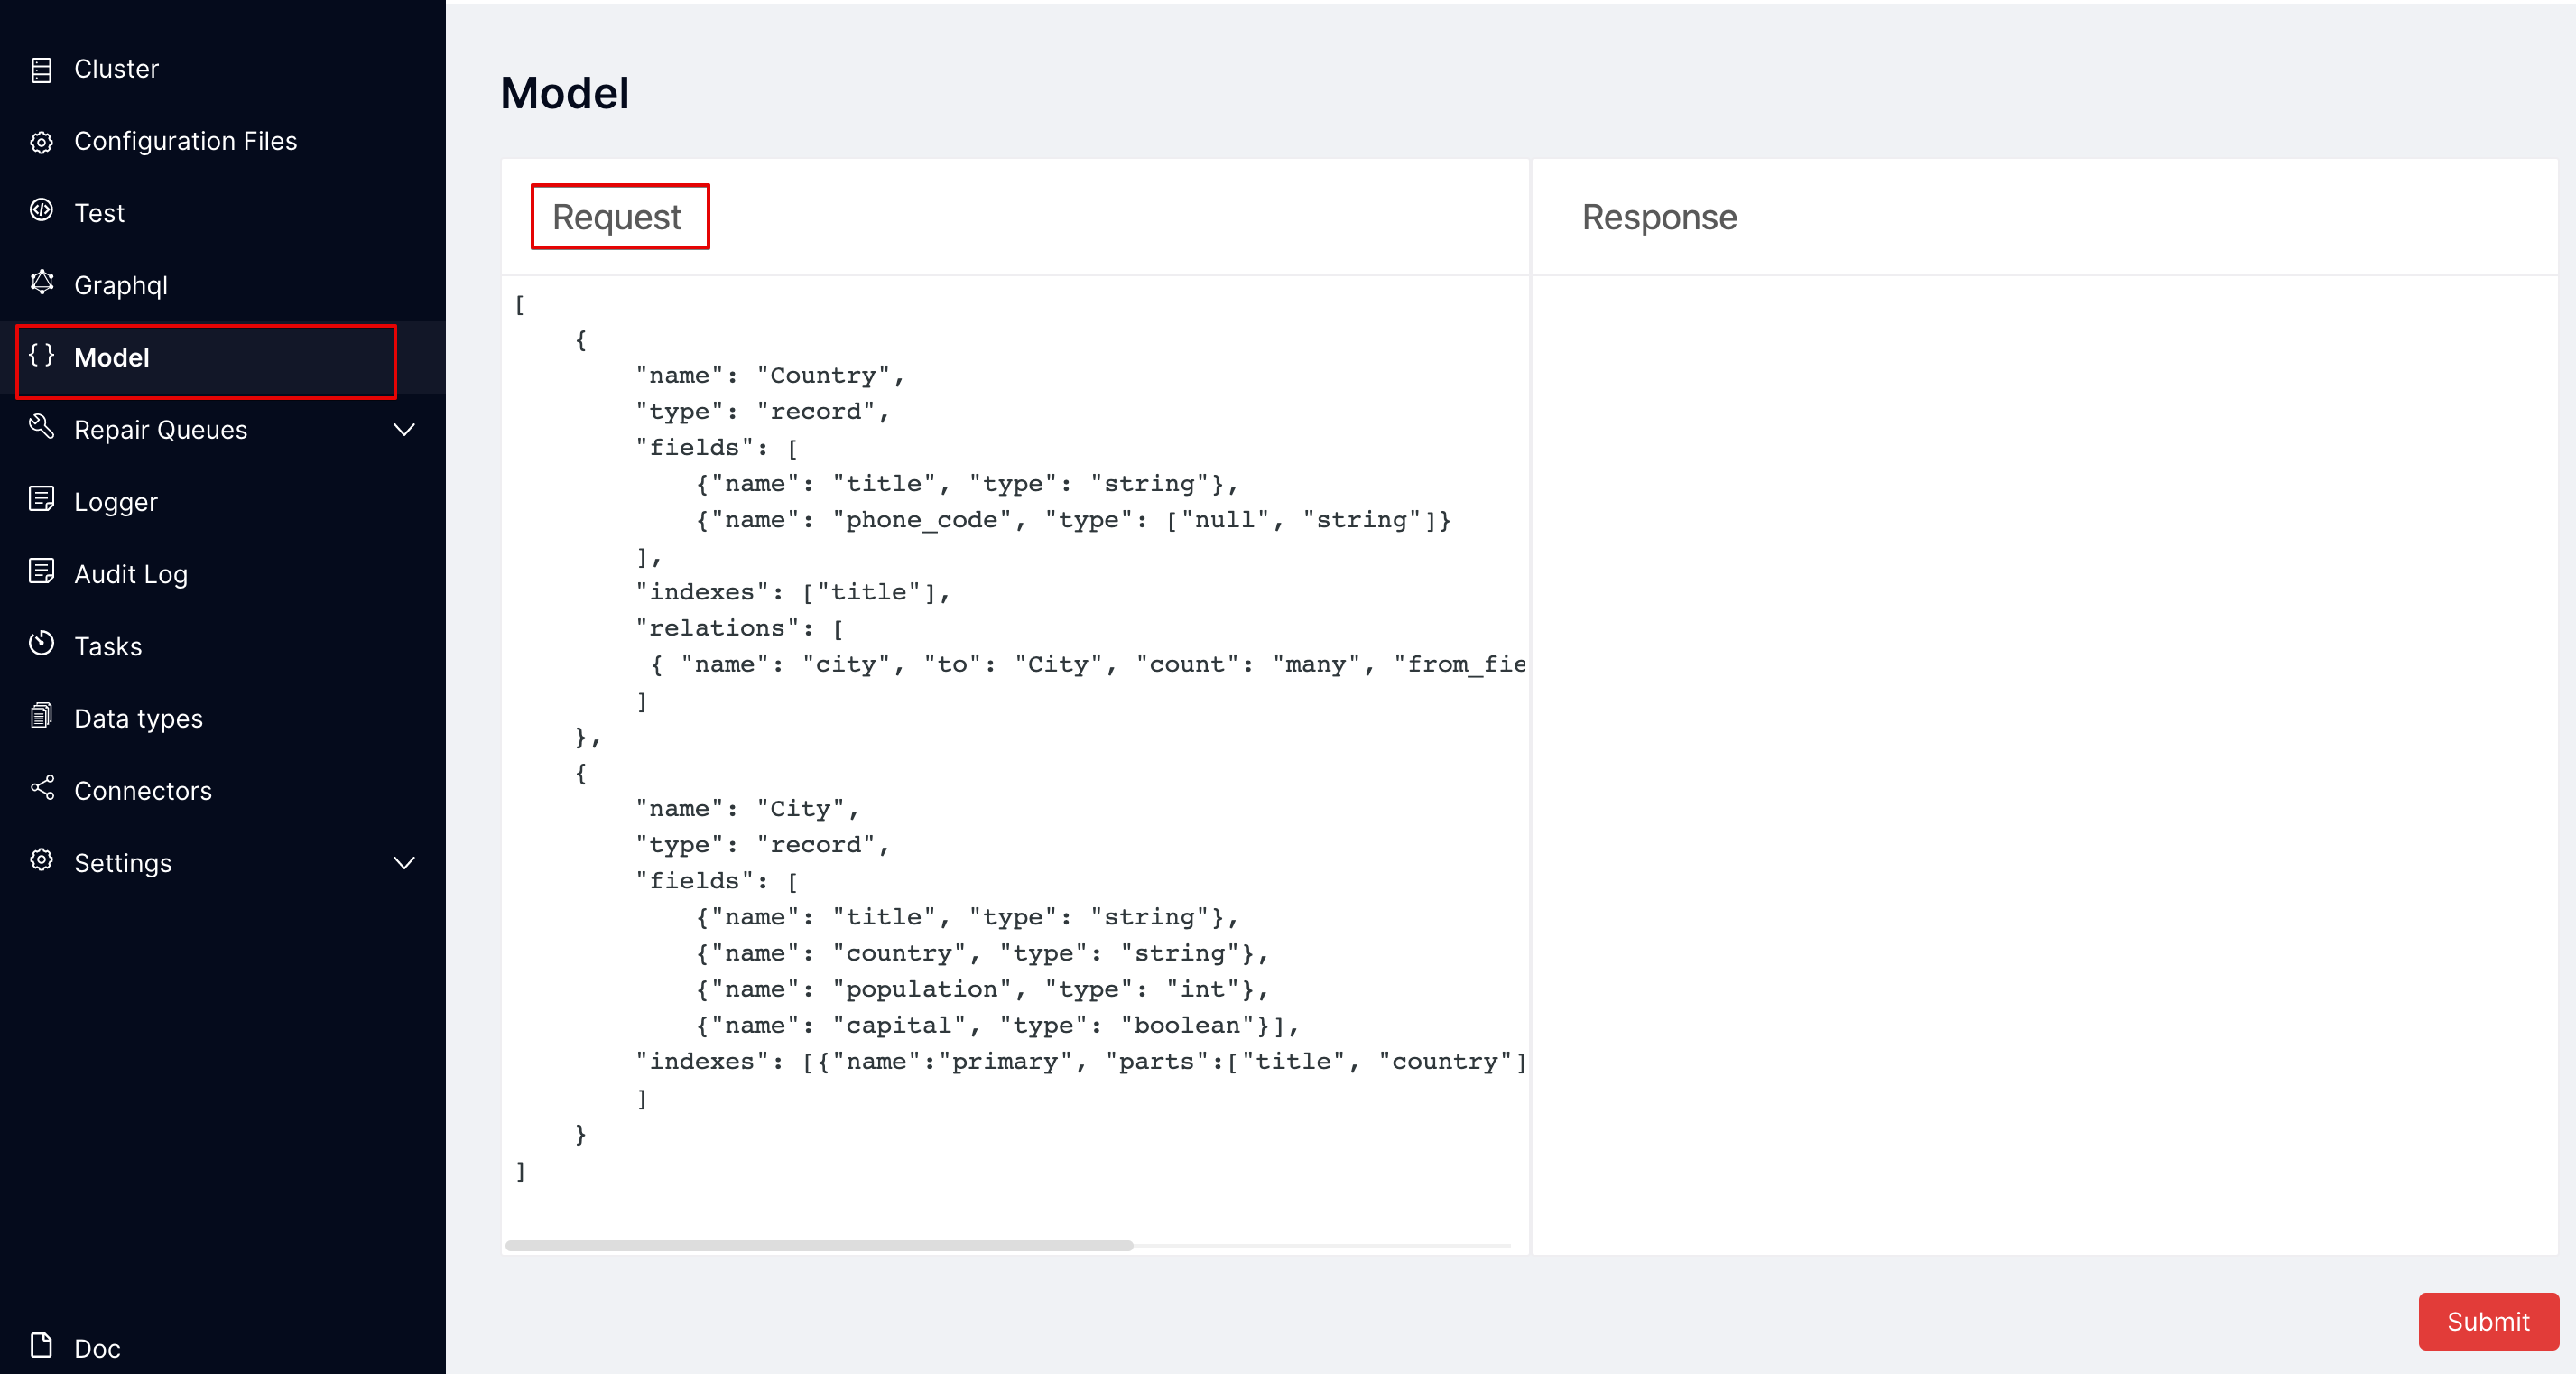 Cluster
Configuration Files
Test
Graphql
Model
Repair Queues
Logger
Audit Log
Tasks
Data types
Connectors
Settings
Doc
Model
Request
[
    {
        "name": "Country",
        "type": "record",
        "fields": [
            {"name": "title", "type": "string"},
            {"name": "phone_code", "type": ["null", "string"]}
        ],
        "indexes": ["title"],
        "relations": [
         { "name": "city", "to": "City", "count": "many", "from_fie
        ]
    },
    {
        "name": "City",
        "type": "record",
        "fields": [
            {"name": "title", "type": "string"},
            {"name": "country", "type": "string"},
            {"name": "population", "type": "int"},
            {"name": "capital", "type": "boolean"}],
        "indexes": [{"name":"primary", "parts":["title", "country"]
        ]
    }
]
Response
Submit